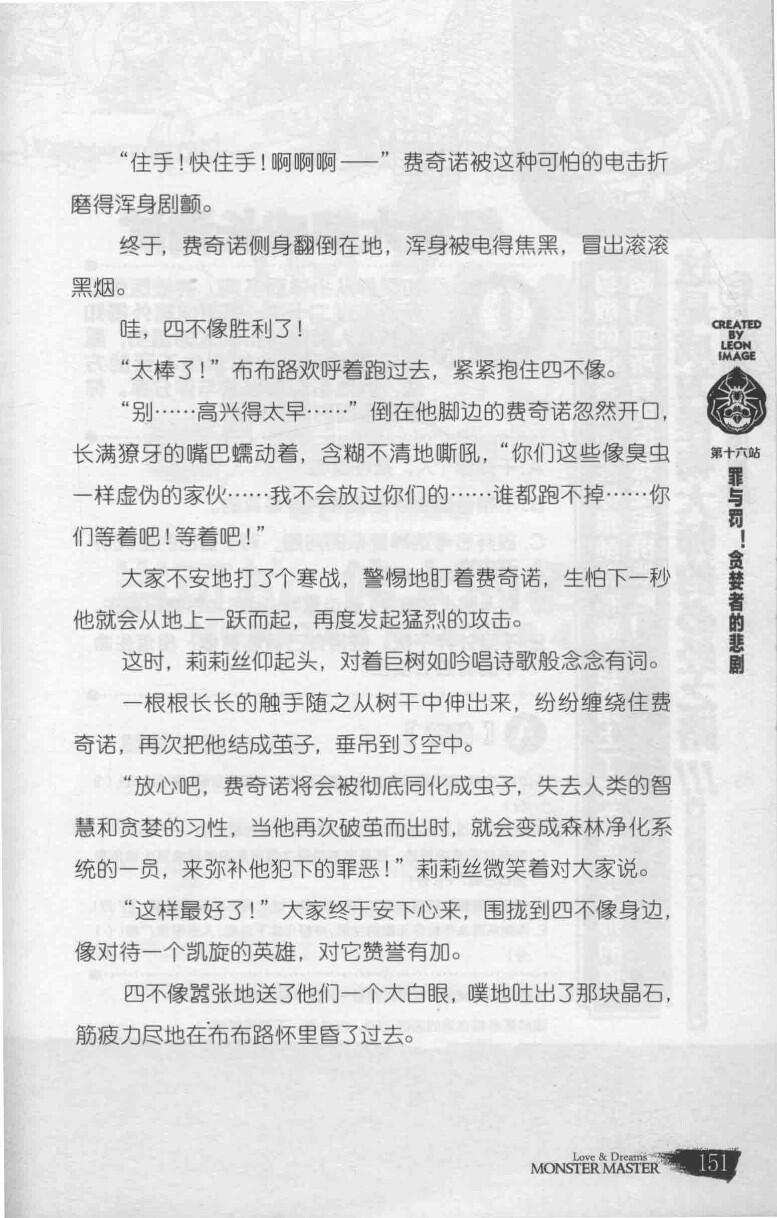 “住手！快住手！啊啊啊——”费奇诺被这种可怕的电击折
磨得浑身剧颤。
终于，费奇诺侧身翻倒在地，浑身被电得焦黑，冒出滚滚
黑烟。
哇，四不像胜利了！
“太棒了！”布布路欢呼着跑过去，紧紧抱住四不像。
“别……高兴得太早……”倒在他脚边的费奇诺忽然开口，
长满獠牙的嘴巴蠕动着，含糊不清地嘶吼，“你们这些像臭虫
一样虚伪的家伙……我不会放过你们的……谁都跑不掉……你
们等着吧！等着吧！”
大家不安地打了个寒战，警惕地盯着费奇诺，生怕下一秒
他就会从地上一跃而起，再度发起猛烈的攻击。
这时，莉莉丝仰起头，对着巨树如吟唱诗歌般念念有词。
一根根长长的触手随之从树干中伸出来，纷纷缠绕住费
奇诺，再次把他结成茧子，垂吊到了空中。
“放心吧，费奇诺将会被彻底同化成虫子，失去人类的智
慧和贪婪的习性，当他再次破茧而出时，就会变成森林净化系
统的一员，来弥补他犯下的罪恶！”莉莉丝微笑着对大家说。
“这样最好了！”大家终于安下心来，围拢到四不像身边，
像对待一个凯旋的英雄，对它赞誉有加。
四不像嚣张地送了他们一个大白眼，噗地吐出了那块晶石，
筋疲力尽地在布布路怀里昏了过去。
CREATED
BY
LEON
IMAGE
第十六站
罪与罚！贪婪者的悲剧
Love & Dreams
MONSTER MASTER
151